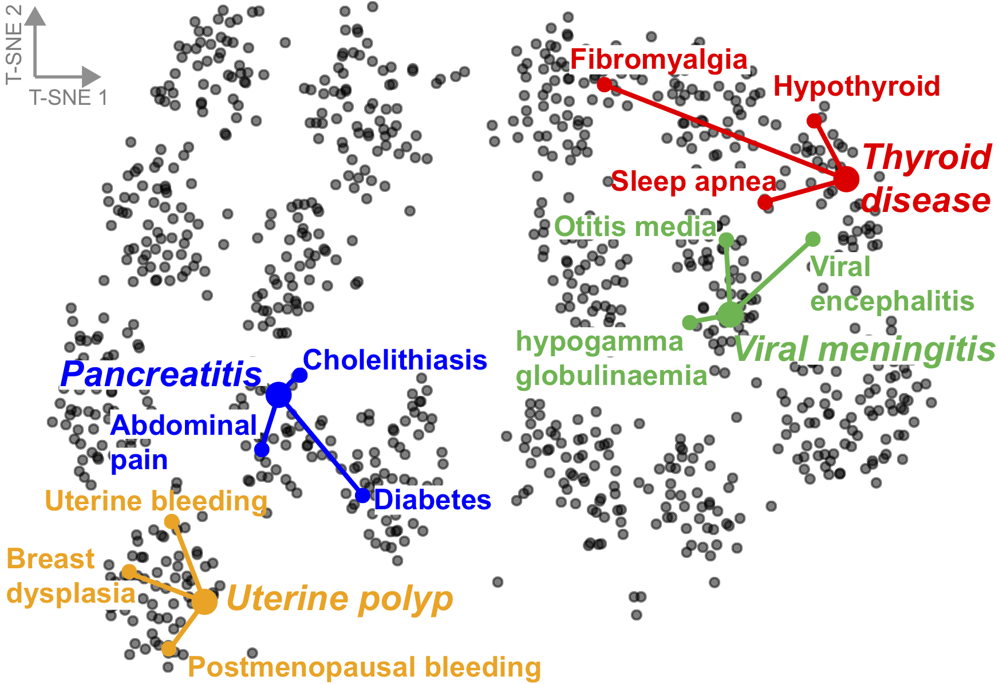 T-SNE 2
T-SNE 1
Fibromyalgia
Hypothyroid
Thyroid
disease
Sleep apnea
Otitis media
Viral
encephalitis
hypogamma
globulinaemia
Viral meningitis
Pancreatitis
Cholelithiasis
Abdominal
pain
Diabetes
Uterine bleeding
Breast
dysplasia
Uterine polyp
Postmenopausal bleeding